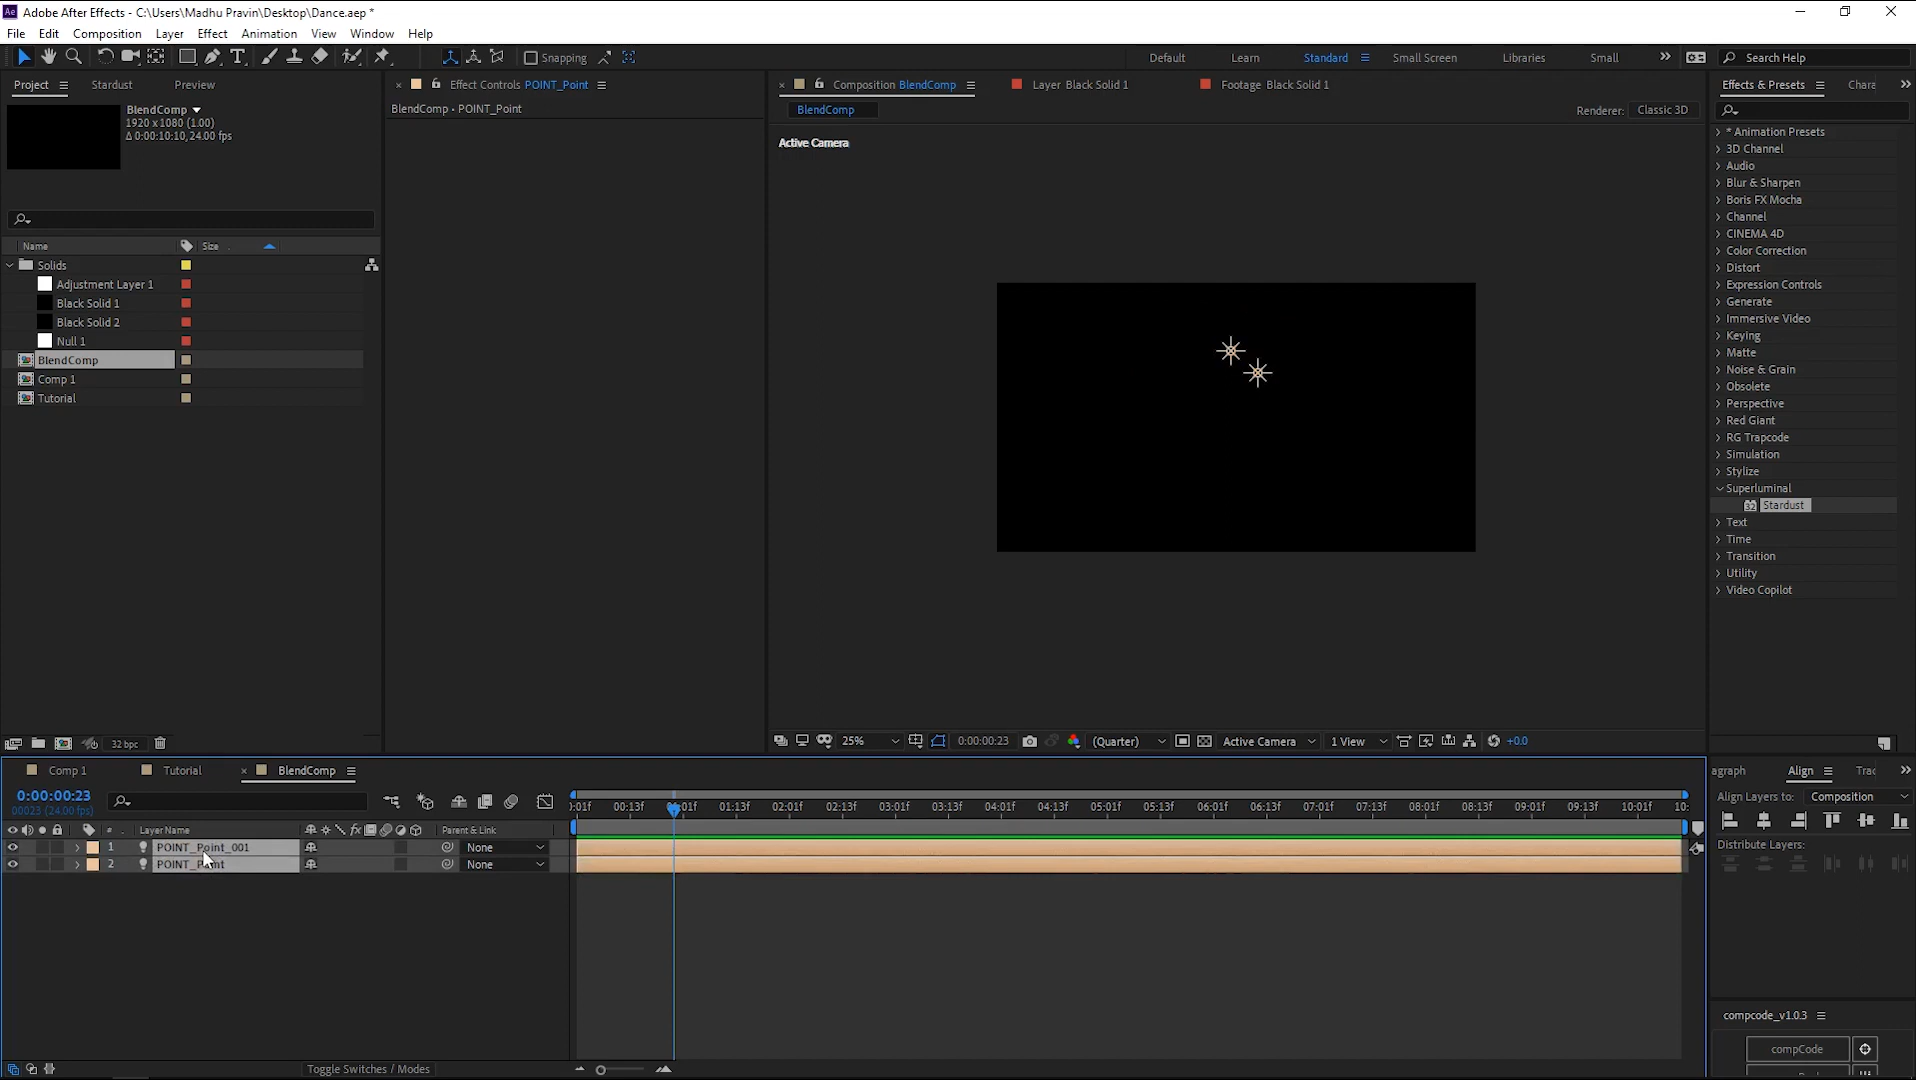 Adobe After Effects - C:\Users\Madhu Pravin\Desktop\Dance.aep *
File Edit Composition Layer Effect Animation View Window Help
Snapping
Default Learn Standard Small Screen Libraries Small Search Help
Project Stardust Preview
Effect Controls POINT_Point
Composition BlendComp Layer Black Solid 1 Footage Black Solid 1
Effects & Presets Chara
BlendComp
1920 x 1080 (1.00)
Δ 0:00:10:10, 24.00 fps
BlendComp • POINT_Point
BlendComp
Renderer: Classic 3D
Active Camera
Name Size
Solids
Adjustment Layer 1
Black Solid 1
Black Solid 2
Null 1
BlendComp
Comp 1
Tutorial
* Animation Presets
3D Channel
Audio
Blur & Sharpen
Boris FX Mocha
Channel
CINEMA 4D
Color Correction
Distort
Expression Controls
Generate
Immersive Video
Keying
Matte
Noise & Grain
Obsolete
Perspective
Red Giant
RG Trapcode
Simulation
Stylize
Superluminal
32 Stardust
Text
Time
Transition
Utility
Video Copilot
32 bpc
25% 0:00:00:23 (Quarter) Active Camera 1 View +0.0
Comp 1 Tutorial BlendComp
agraph Align Trac
0:00:00:23
00023 (24.00 fps)
:01f 00:13f 01:01f 01:13f 02:01f 02:13f 03:01f 03:13f 04:01f 04:13f 05:01f 05:13f 06:01f 06:13f 07:01f 07:13f 08:01f 08:13f 09:01f 09:13f 10:01f 10:
Align Layers to: Composition
# Layer Name fx Parent & Link
1 POINT_Point_001 None
2 POINT_Point None
Distribute Layers:
compcode_v1.0.3
compCode
Toggle Switches / Modes